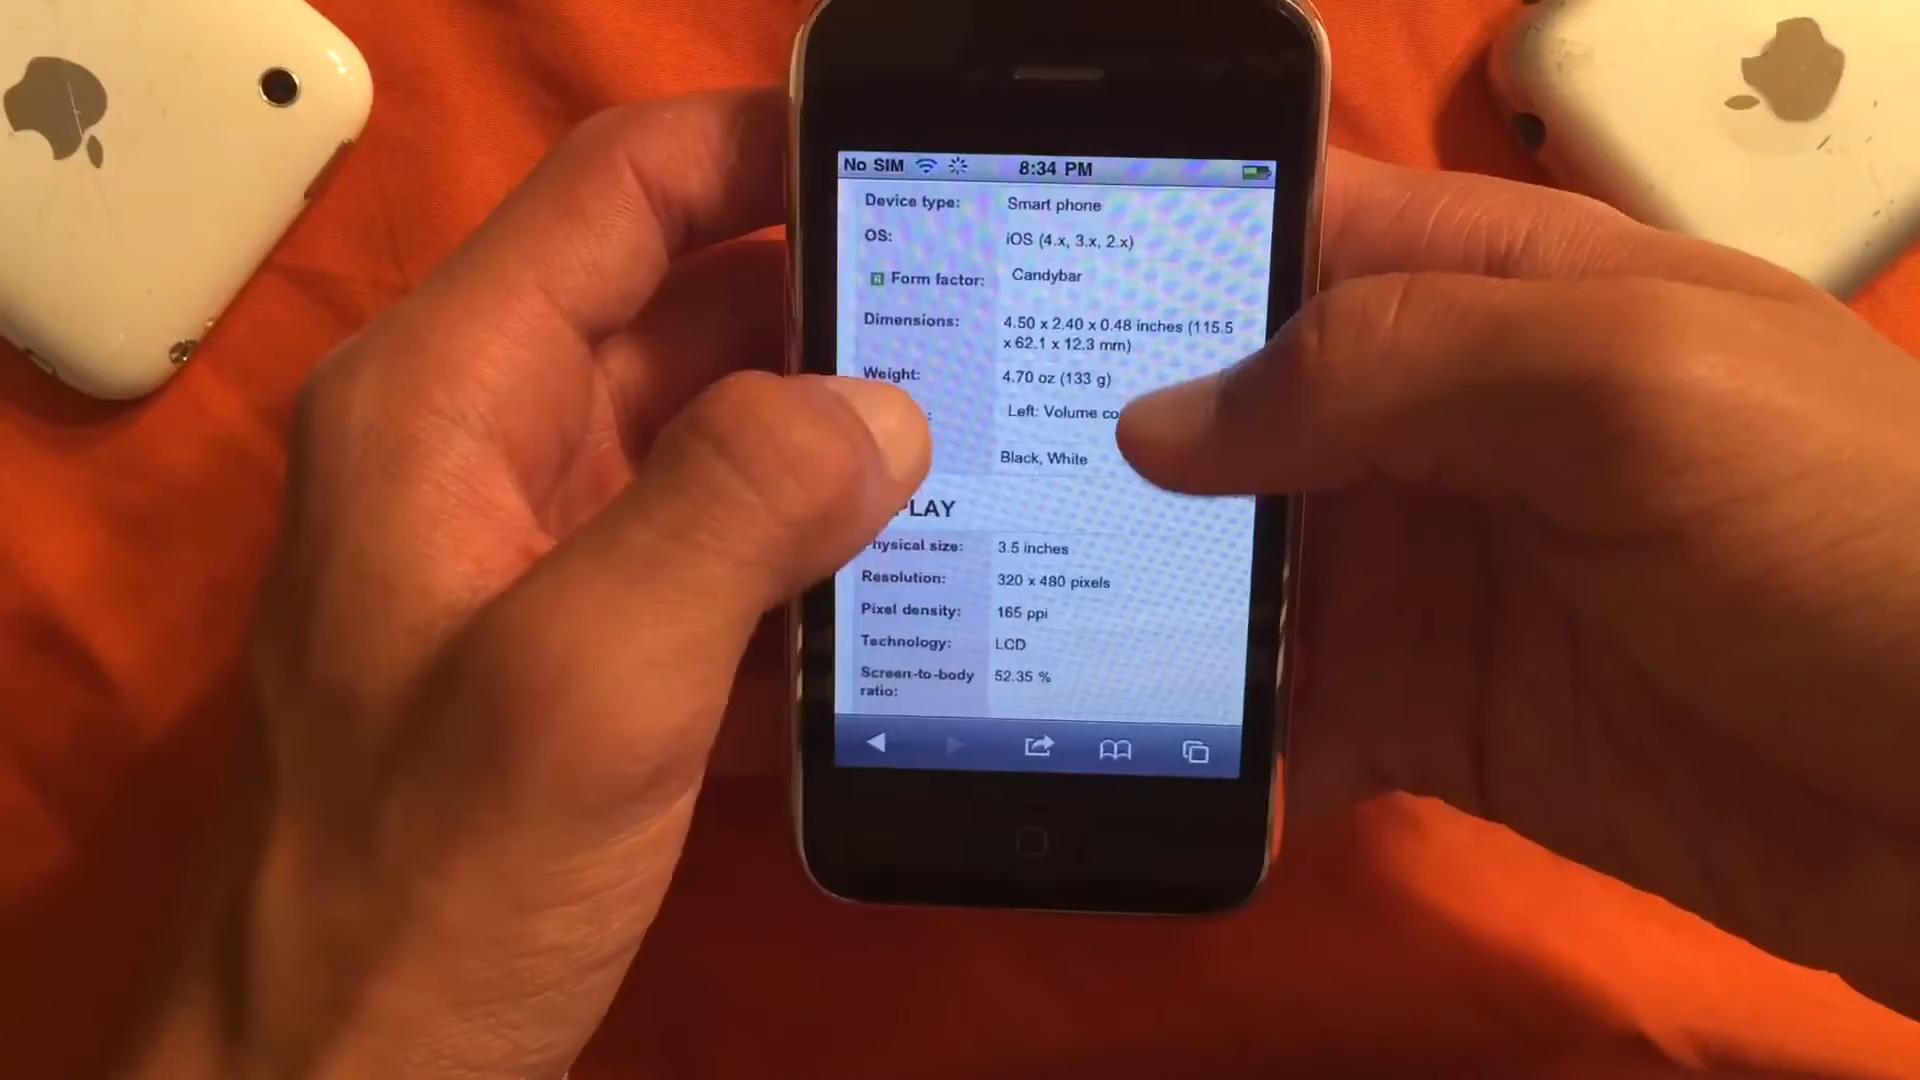 No SIM 8:34 PM
Device type: Smart phone
OS: iOS (4.x, 3.x, 2.x)
Form factor: Candybar
Dimensions: 4.50 x 2.40 x 0.48 inches (115.5
x 62.1 x 12.3 mm)
Weight: 4.70 oz (133 g)
: Left: Volume co
Black, White
PLAY
Physical size: 3.5 inches
Resolution: 320 x 480 pixels
Pixel density: 165 ppi
Technology: LCD
Screen-to-body 52.35 %
ratio: